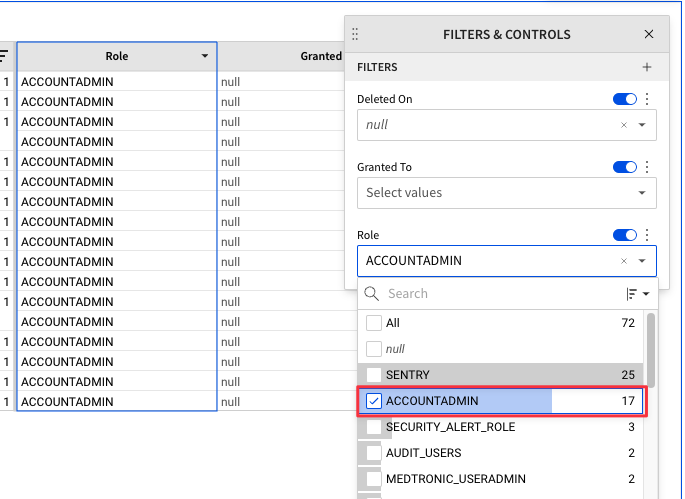 Role
Granted
1 ACCOUNTADMIN null
1 ACCOUNTADMIN null
1 ACCOUNTADMIN null
ACCOUNTADMIN null
1 ACCOUNTADMIN null
1 ACCOUNTADMIN null
1 ACCOUNTADMIN null
1 ACCOUNTADMIN null
1 ACCOUNTADMIN null
1 ACCOUNTADMIN null
1 ACCOUNTADMIN null
1 ACCOUNTADMIN null
ACCOUNTADMIN null
1 ACCOUNTADMIN null
1 ACCOUNTADMIN null
1 ACCOUNTADMIN null
1 ACCOUNTADMIN null
FILTERS & CONTROLS
FILTERS
Deleted On
null
Granted To
Select values
Role
ACCOUNTADMIN
Search
All 72
null
SENTRY 25
ACCOUNTADMIN 17
SECURITY_ALERT_ROLE 3
AUDIT_USERS 2
MEDTRONIC_USERADMIN 2